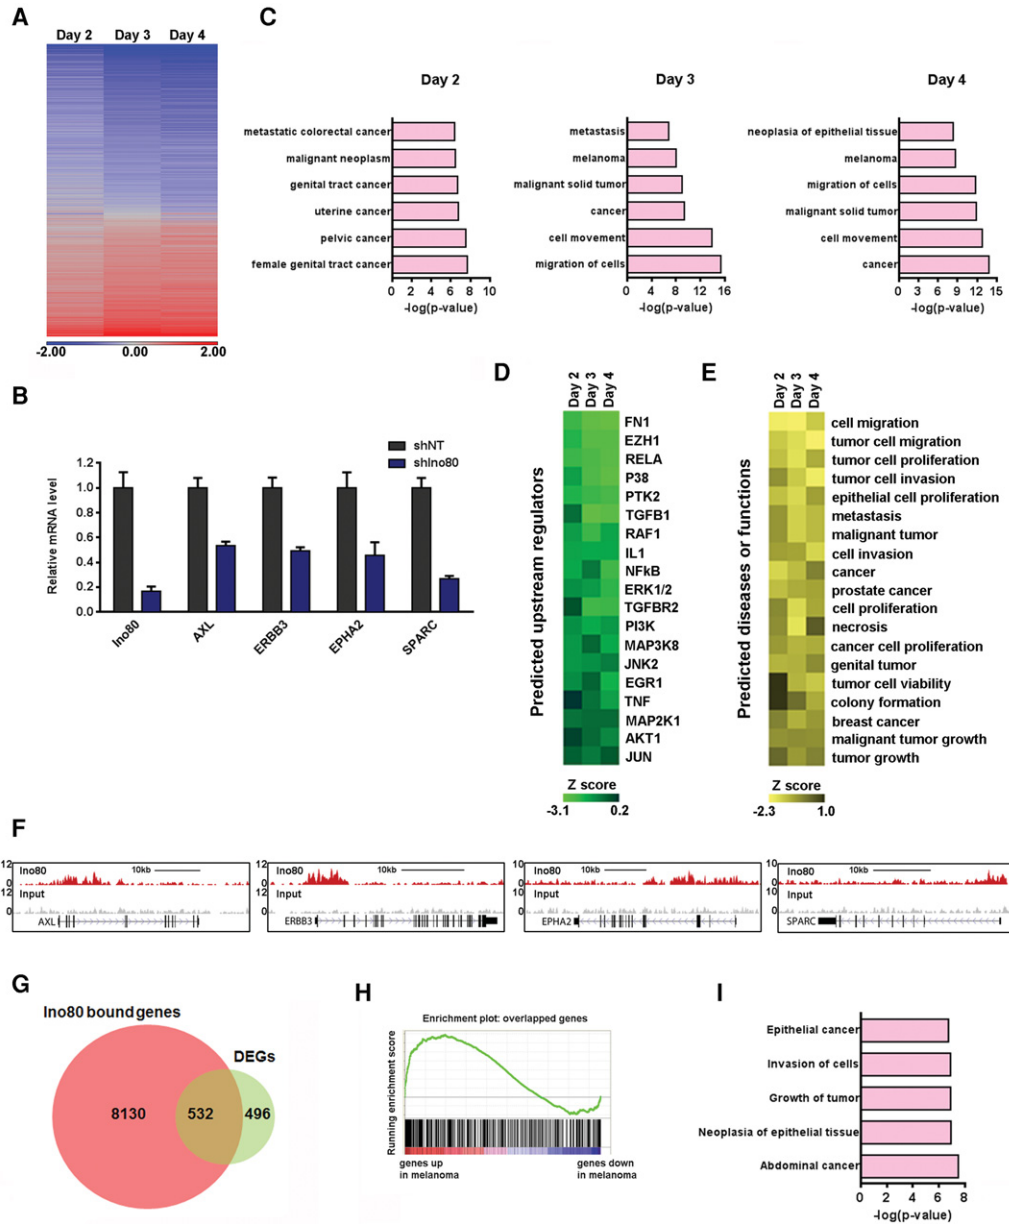 A
Day 2 Day 3 Day 4
-2.00 0.00 2.00
C
Day 2
metastatic colorectal cancer
malignant neoplasm
genital tract cancer
uterine cancer
pelvic cancer
female genital tract cancer
0 2 4 6 8 10
-log(p-value)
Day 3
metastasis
melanoma
malignant solid tumor
cancer
cell movement
migration of cells
0 4 8 12 16
-log(p-value)
Day 4
neoplasia of epithelial tissue
melanoma
migration of cells
malignant solid tumor
cell movement
cancer
0 3 6 9 12 15
-log(p-value)
B
shNT
shIno80
Relative mRNA level
1.2
1.0
0.8
0.6
0.4
0.2
0.0
Ino80 AXL ERBB3 EPHA2 SPARC
D
Day 2 Day 3 Day 4
Predicted upstream regulators
FN1
EZH1
RELA
P38
PTK2
TGFB1
RAF1
IL1
NFkB
ERK1/2
TGFBR2
PI3K
MAP3K8
JNK2
EGR1
TNF
MAP2K1
AKT1
JUN
Z score
-3.1 0.2
E
Day 2 Day 3 Day 4
Predicted diseases or functions
cell migration
tumor cell migration
tumor cell proliferation
tumor cell invasion
epithelial cell proliferation
metastasis
malignant tumor
cell invasion
cancer
prostate cancer
cell proliferation
necrosis
cancer cell proliferation
genital tumor
tumor cell viability
colony formation
breast cancer
malignant tumor growth
tumor growth
Z score
-2.3 1.0
F
12
Ino80 10kb
0
12
Input
0
AXL
12
Ino80 10kb
0
12
Input
0
ERBB3
12
Ino80 10kb
0
12
Input
0
EPHA2
12
Ino80 10kb
0
12
Input
0
SPARC
G
Ino80 bound genes
DEGs
8130 532 496
H
Enrichment plot: overlapped genes
Running enrichment score
genes up
in melanoma
genes down
in melanoma
I
Epithelial cancer
Invasion of cells
Growth of tumor
Neoplasia of epithelial tissue
Abdominal cancer
0 2 4 6 8
-log(p-value)